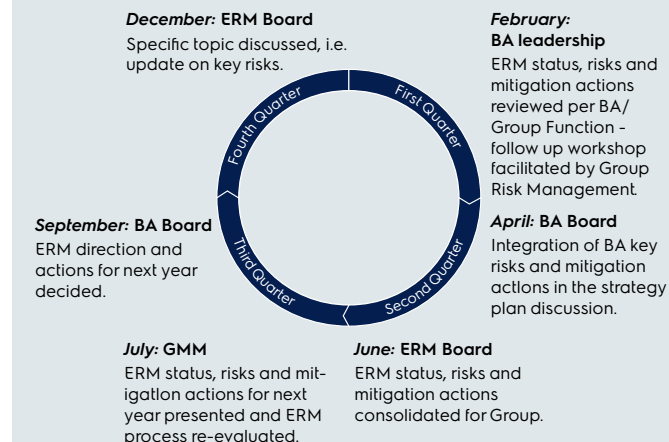 December: ERM Board
Specific topic discussed, i.e.
update on key risks.
February:
BA leadership
ERM status, risks and
mitigation actions
reviewed per BA/
Group Function -
follow up workshop
facilitated by Group
Risk Management.
Fourth Quarter
First Quarter
September: BA Board
ERM direction and
actions for next year
decided.
April: BA Board
Integration of BA key
risks and mitigation
actions in the strategy
plan discussion.
Third Quarter
Second Quarter
July: GMM
ERM status, risks and mit-
igation actions for next
year presented and ERM
process re-evaluated.
June: ERM Board
ERM status, risks and
mitigation actions
consolidated for Group.